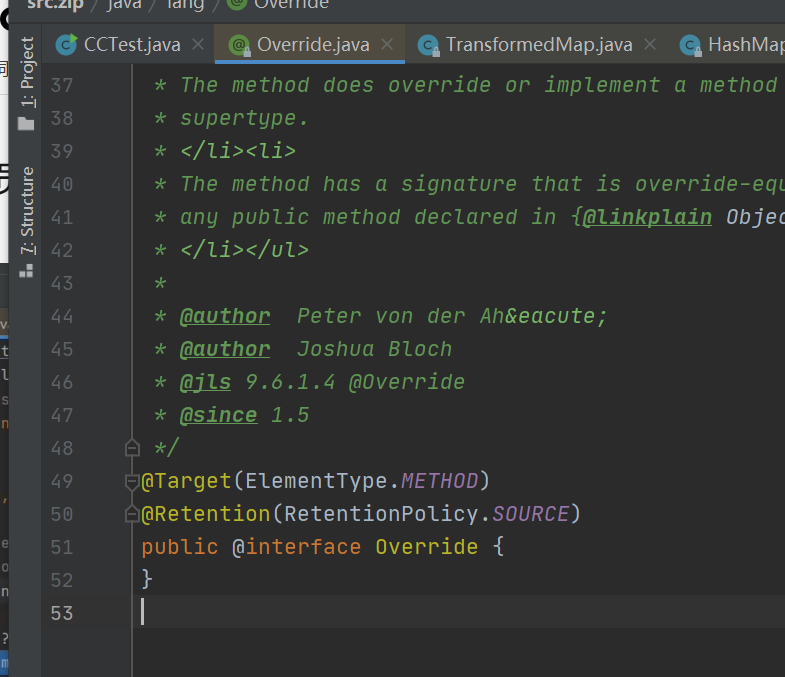 src.zip / java / lang / Override
CCTest.java Override.java TransformedMap.java HashMap
1: Project
7: Structure
37 * The method does override or implement a method
38 * supertype.
39 * </li><li>
40 * The method has a signature that is override-equ
41 * any public method declared in {@linkplain Objec
42 * </li></ul>
43 *
44 * @author Peter von der Ah&eacute;
45 * @author Joshua Bloch
46 * @jls 9.6.1.4 @Override
47 * @since 1.5
48 */
49 @Target(ElementType.METHOD)
50 @Retention(RetentionPolicy.SOURCE)
51 public @interface Override {
52 }
53